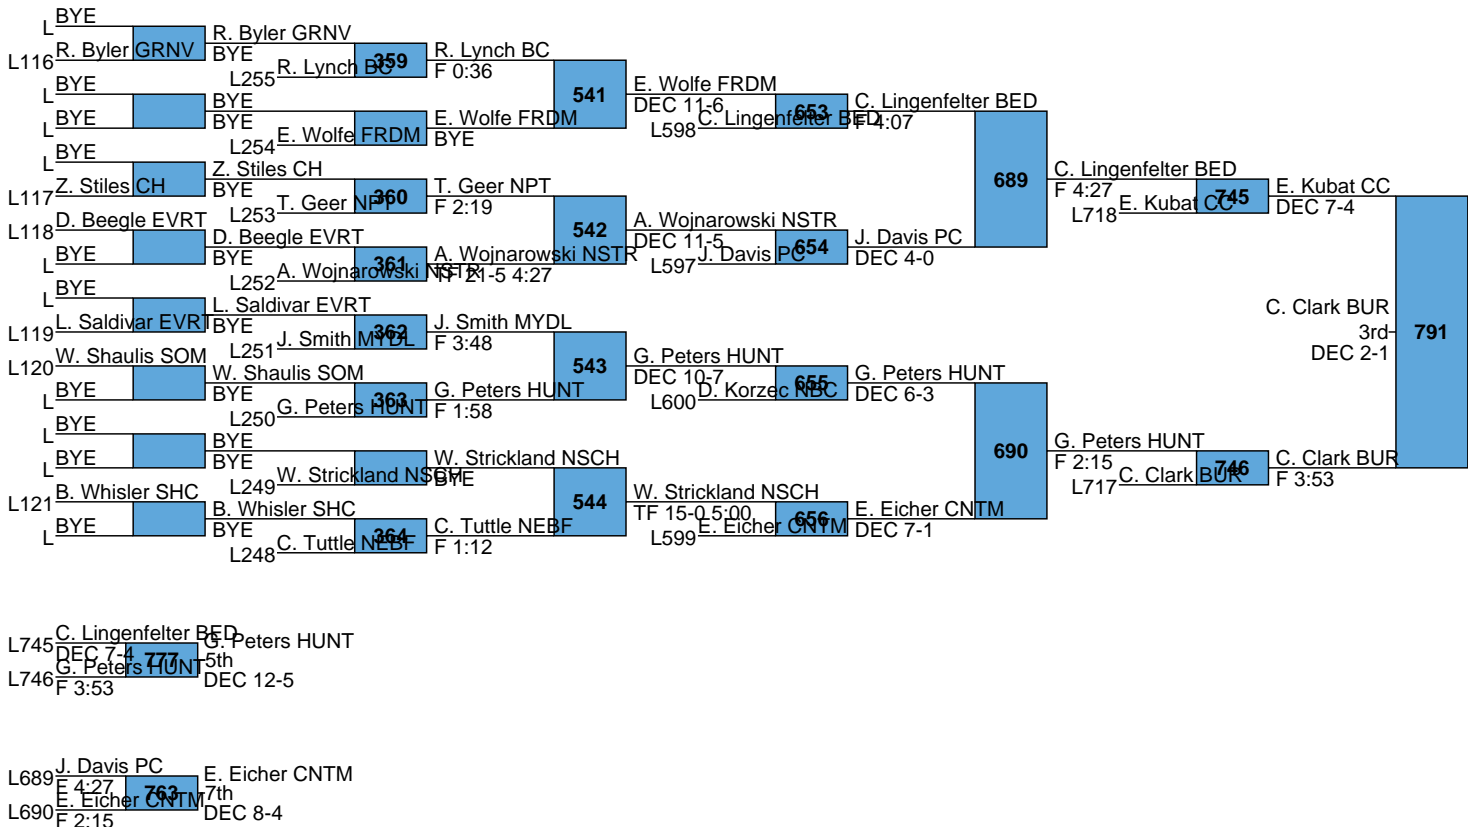 BYE
L
R. Byler GRNV
L116
R. Byler GRNV
BYE
R. Lynch BC
L255
359
R. Lynch BC
F 0:36
BYE
L
BYE
L
BYE
BYE
E. Wolfe FRDM
L254
E. Wolfe FRDM
BYE
541
E. Wolfe FRDM
DEC 11-6
C. Lingenfelter BED
L598
653
C. Lingenfelter BED
F 4:07
BYE
L
Z. Stiles CH
L117
Z. Stiles CH
BYE
T. Geer NPT
L253
360
T. Geer NPT
F 2:19
D. Beegle EVRT
L118
BYE
L
D. Beegle EVRT
BYE
A. Wojnarowski NSTR
L252
361
A. Wojnarowski NSTR
TF 21-5 4:27
542
A. Wojnarowski NSTR
DEC 11-5
J. Davis PC
L597
654
J. Davis PC
DEC 4-0
689
C. Lingenfelter BED
F 4:27
E. Kubat CC
L718
745
E. Kubat CC
DEC 7-4
BYE
L
L. Saldivar EVRT
L119
L. Saldivar EVRT
BYE
J. Smith MYDL
L251
362
J. Smith MYDL
F 3:48
W. Shaulis SOM
L120
BYE
L
W. Shaulis SOM
BYE
G. Peters HUNT
L250
363
G. Peters HUNT
F 1:58
543
G. Peters HUNT
DEC 10-7
D. Korzec NBC
L600
655
G. Peters HUNT
DEC 6-3
BYE
L
BYE
L
BYE
BYE
W. Strickland NSCH
L249
W. Strickland NSCH
BYE
B. Whisler SHC
L121
BYE
L
B. Whisler SHC
BYE
C. Tuttle NEBF
L248
364
C. Tuttle NEBF
F 1:12
544
W. Strickland NSCH
TF 15-0 5:00
E. Eicher CNTM
L599
656
E. Eicher CNTM
DEC 7-1
690
G. Peters HUNT
F 2:15
C. Clark BUR
L717
746
C. Clark BUR
F 3:53
C. Clark BUR
3rd
DEC 2-1
791
C. Lingenfelter BED
L745
DEC 7-4
G. Peters HUNT
L746
F 3:53
777
G. Peters HUNT
5th
DEC 12-5
J. Davis PC
L689
F 4:27
E. Eicher CNTM
L690
F 2:15
763
E. Eicher CNTM
7th
DEC 8-4